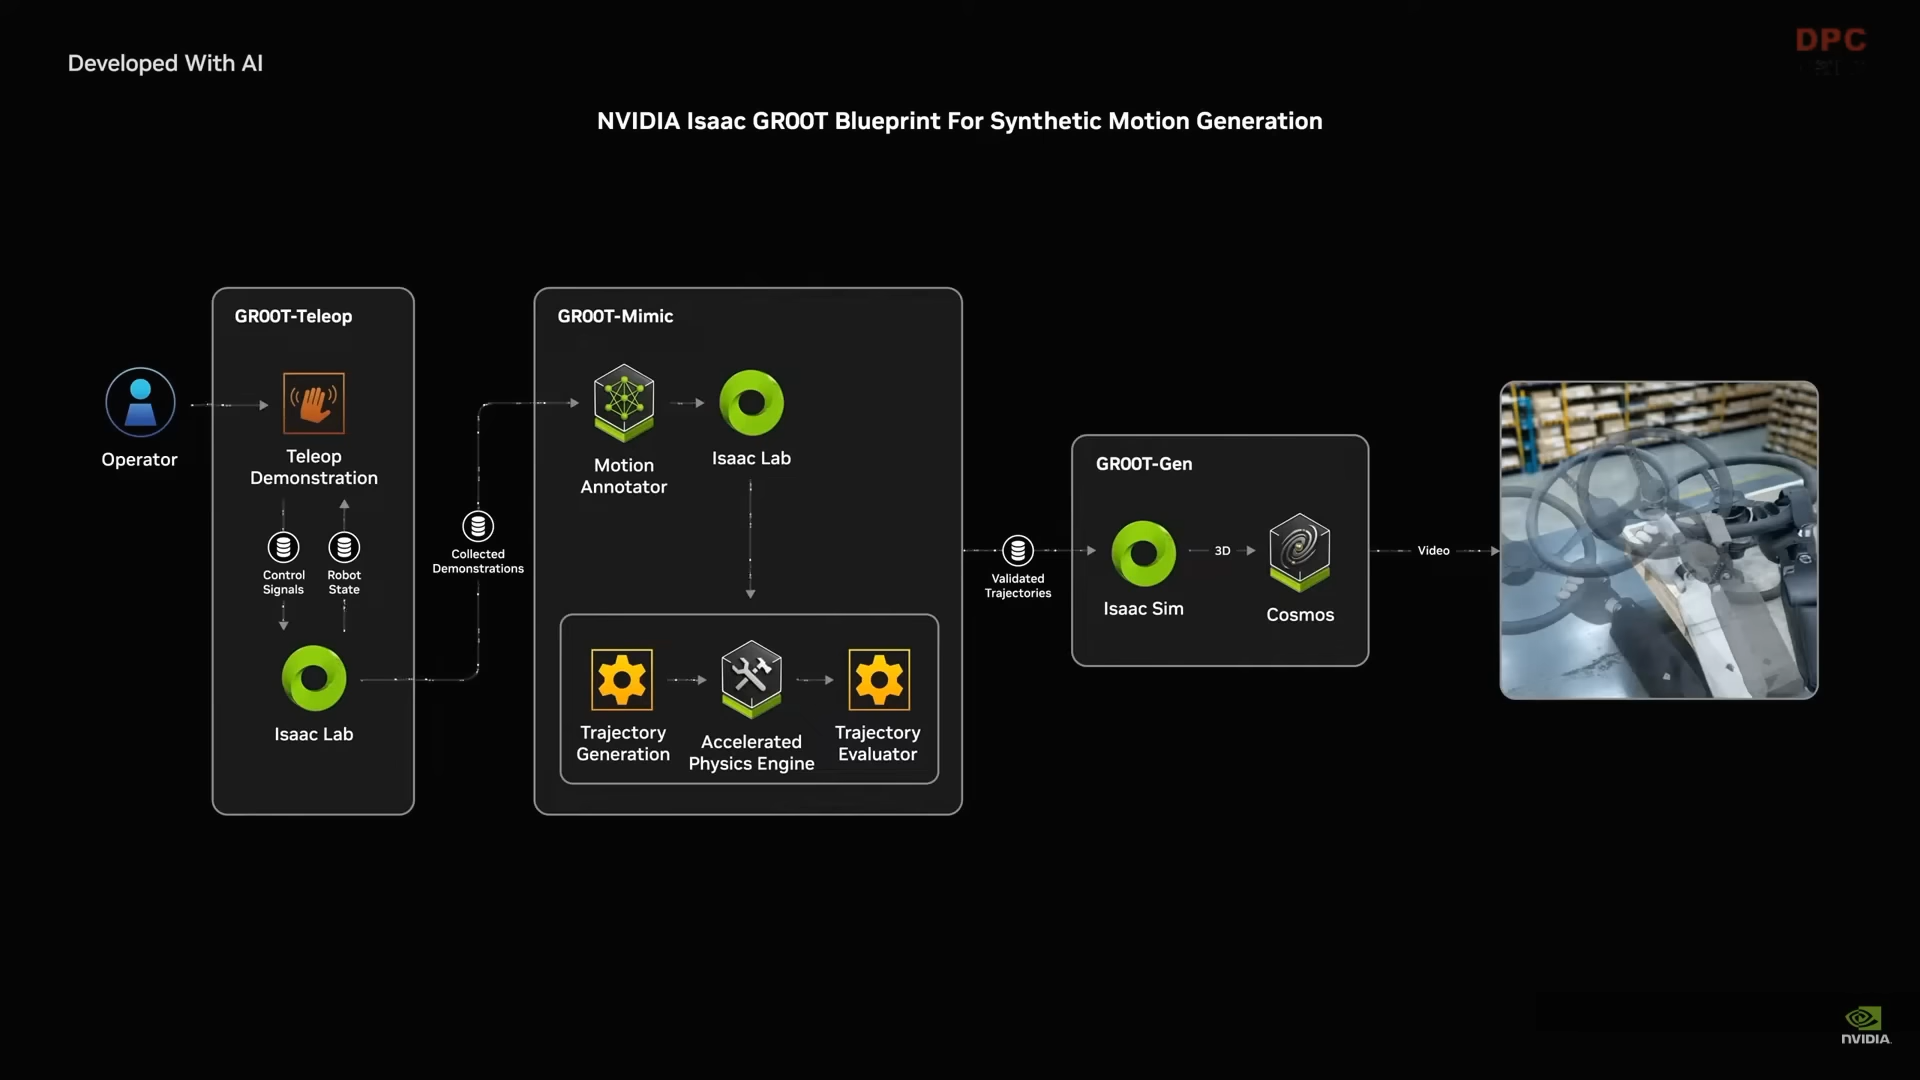 Developed With AI
DPC
NVIDIA Isaac GR00T Blueprint For Synthetic Motion Generation
GR00T-Teleop
Operator
Teleop
Demonstration
Control
Signals
Robot
State
Isaac Lab
Collected
Demonstrations
GR00T-Mimic
Motion
Annotator
Isaac Lab
Trajectory
Generation
Accelerated
Physics Engine
Trajectory
Evaluator
Validated
Trajectories
GR00T-Gen
Isaac Sim
3D
Cosmos
Video
NVIDIA.